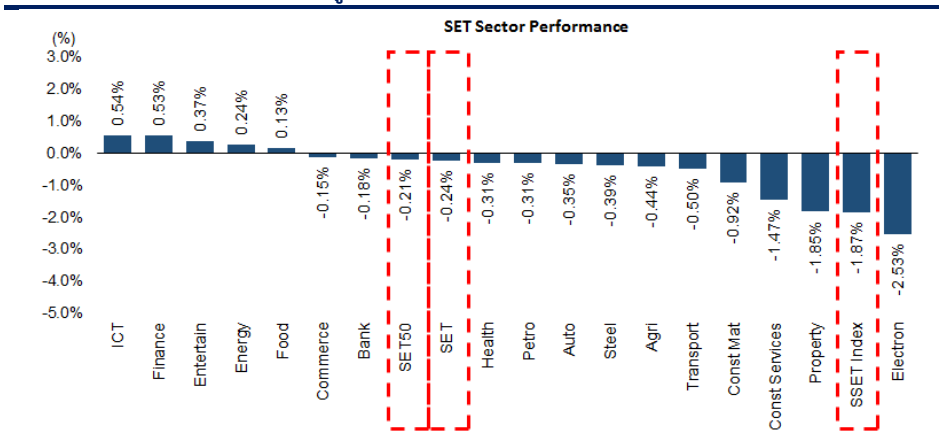 SET Sector Performance
(%)
3.0%
2.0%
1.0%
0.0%
-1.0%
-2.0%
-3.0%
-4.0%
-5.0%
0.54%
0.53%
0.37%
0.24%
0.13%
-0.15%
-0.18%
-0.21%
-0.24%
-0.31%
-0.31%
-0.35%
-0.39%
-0.44%
-0.50%
-0.92%
-1.47%
-1.85%
-1.87%
-2.53%
ICT
Finance
Entertain
Energy
Food
Commerce
Bank
SET50
SET
Health
Petro
Auto
Steel
Agri
Transport
Const Mat
Const Services
Property
SSET Index
Electron